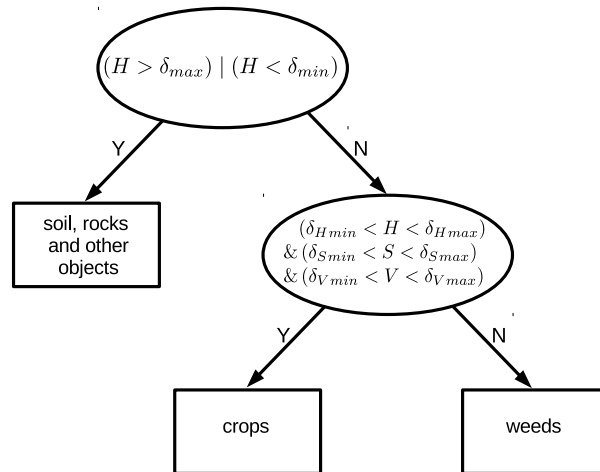 (H > δmax) | (H < δmin)
Y
N
soil, rocks
and other
objects
(δHmin < H < δHmax)
& (δSmin < S < δSmax)
& (δVmin < V < δVmax)
Y
N
crops
weeds